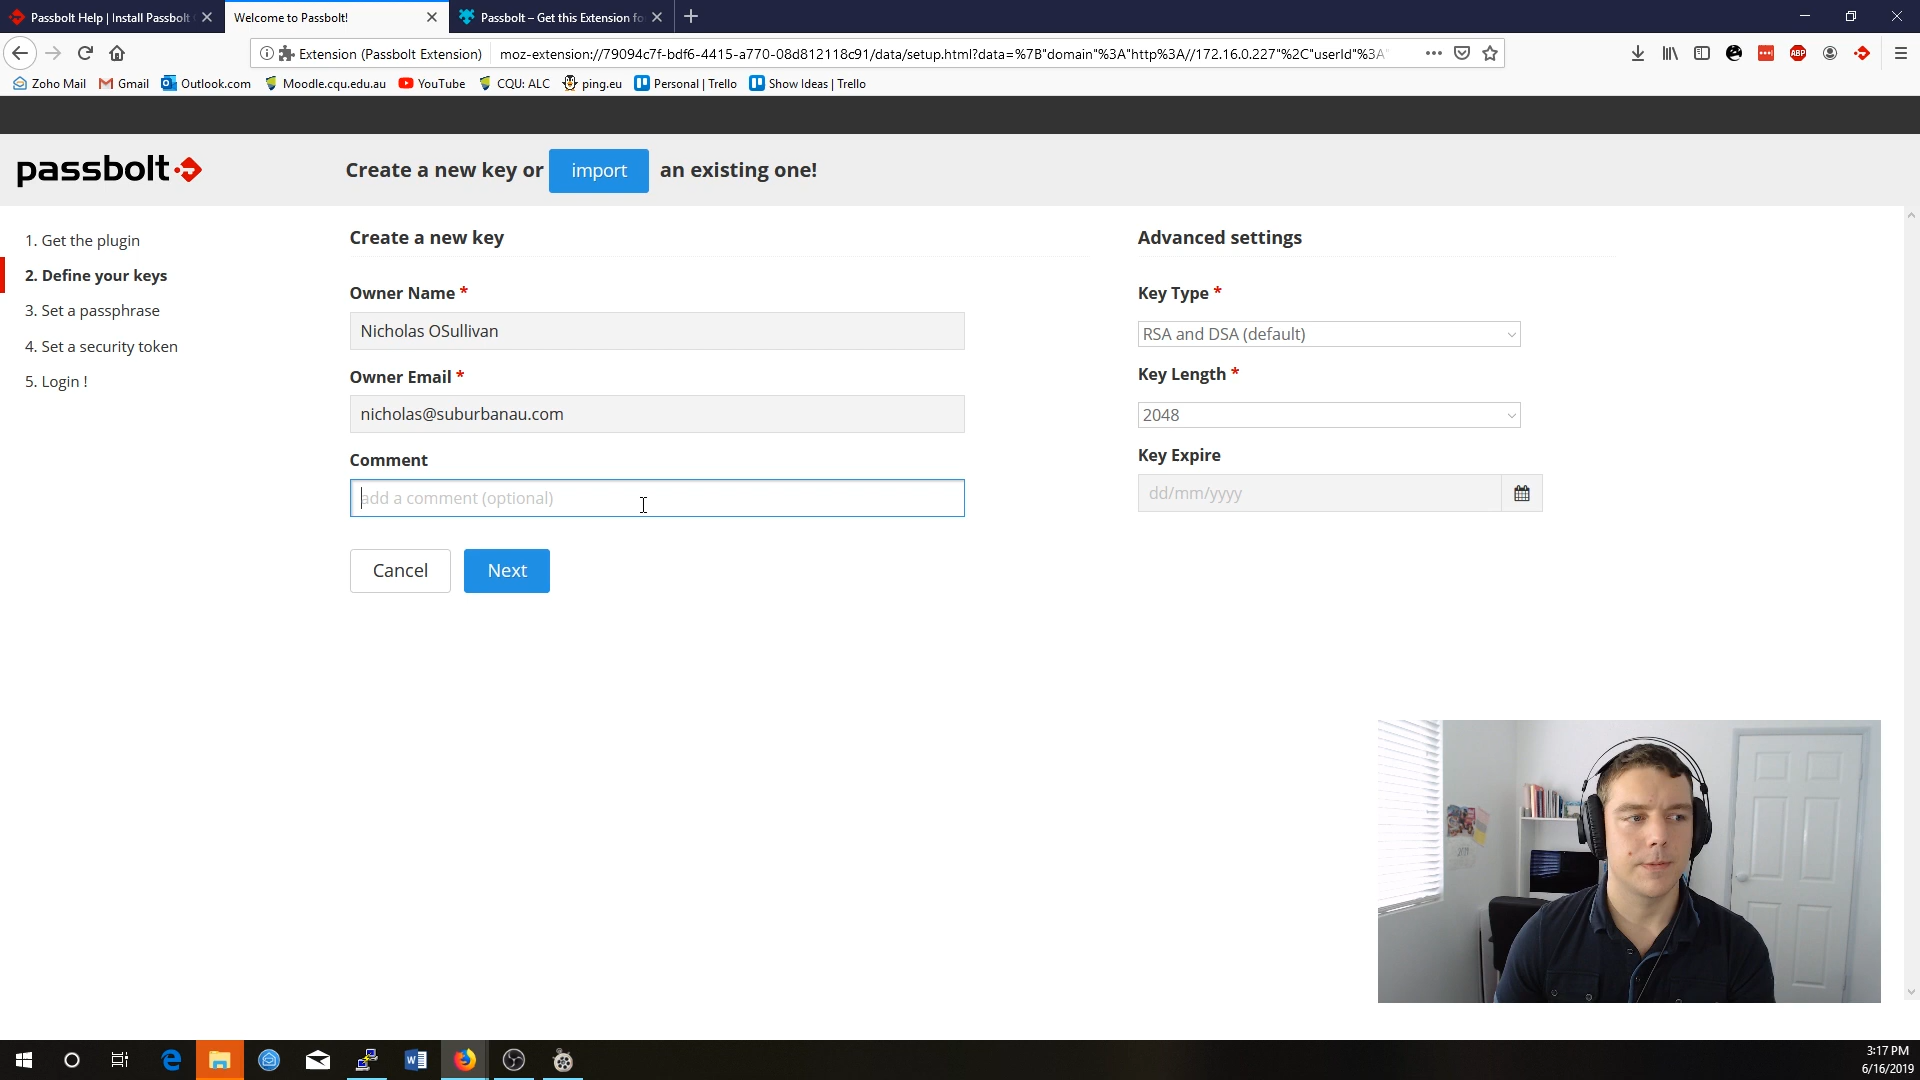 Passbolt Help | Install Passbolt
Welcome to Passbolt!
Passbolt – Get this Extension fo
Extension (Passbolt Extension)
moz-extension://79094c7f-bdf6-4415-a770-08d812118c91/data/setup.html?data=%7B"domain"%3A"http%3A//172.16.0.227"%2C"userId"%3A"
Zoho Mail
Gmail
Outlook.com
Moodle.cqu.edu.au
YouTube
CQU: ALC
ping.eu
Personal | Trello
Show Ideas | Trello
ABP
passbolt
Create a new key or import an existing one!
1. Get the plugin
2. Define your keys
3. Set a passphrase
4. Set a security token
5. Login !
Create a new key
Owner Name *
Nicholas OSullivan
Owner Email *
nicholas@suburbanau.com
Comment
add a comment (optional)
Cancel
Next
Advanced settings
Key Type *
RSA and DSA (default)
Key Length *
2048
Key Expire
dd/mm/yyyy
3:17 PM
6/16/2019